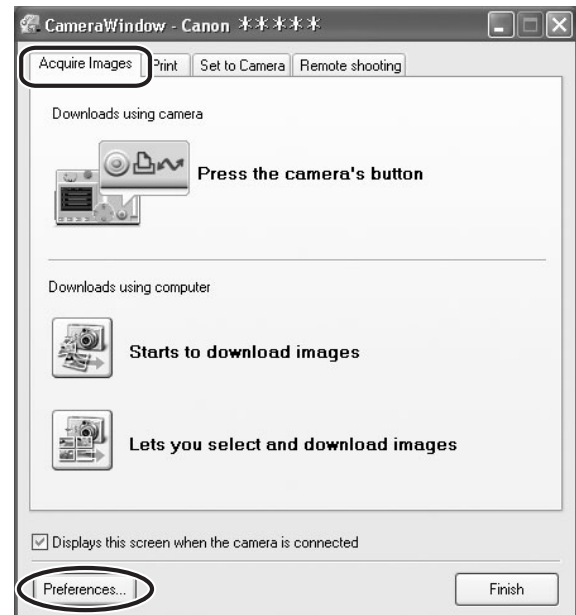 CameraWindow - Canon *****
Acquire Images Print Set to Camera Remote shooting
Downloads using camera
Press the camera's button
Downloads using computer
Starts to download images
Lets you select and download images
Displays this screen when the camera is connected
Preferences... Finish